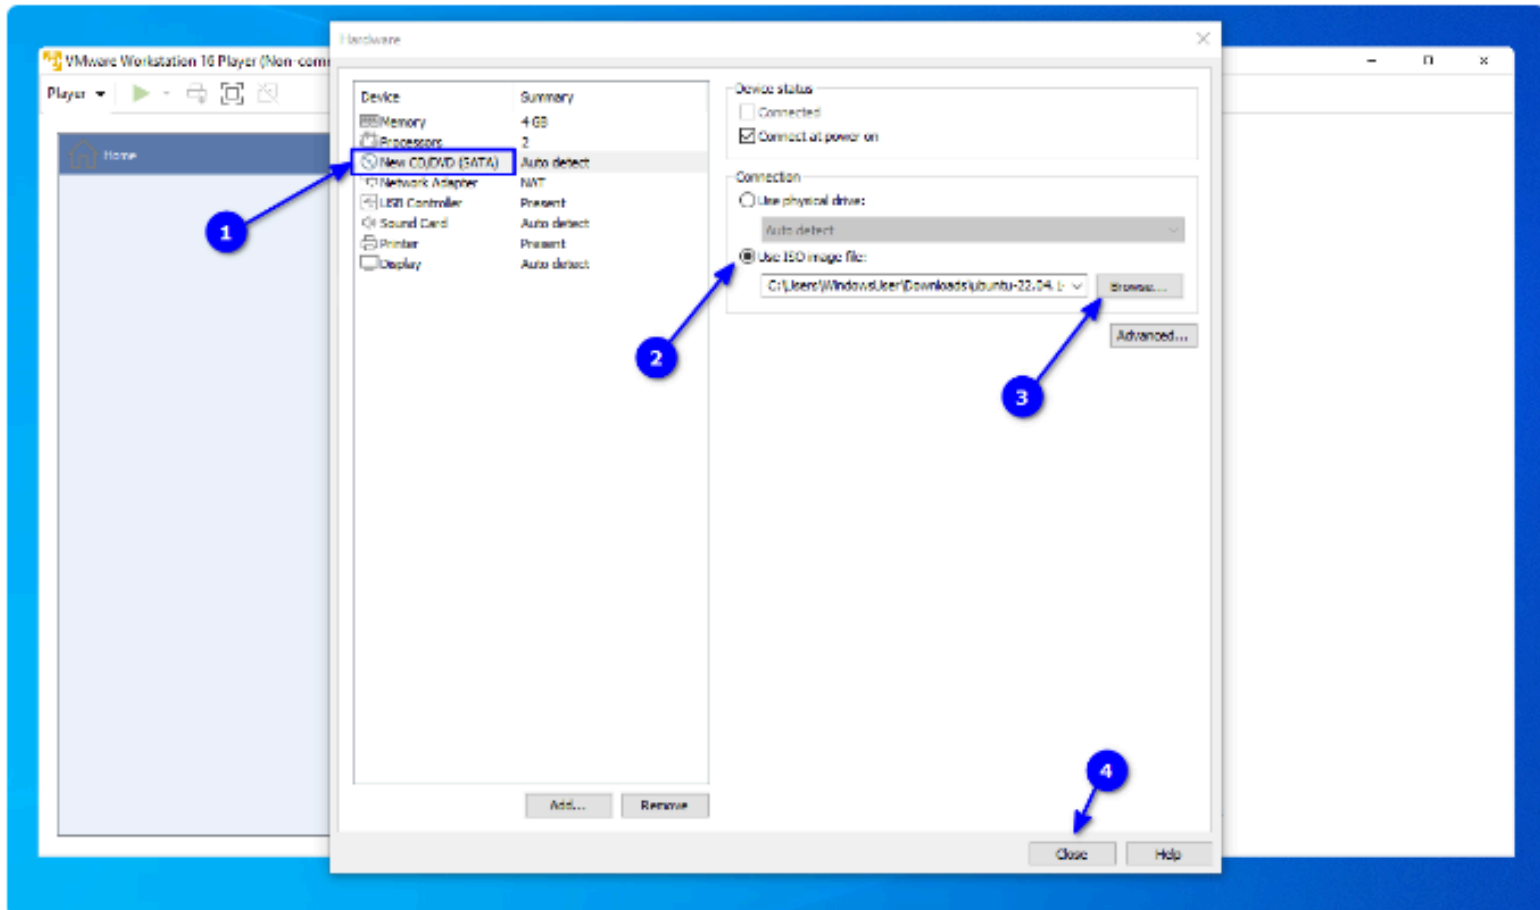 Hardware
VMware Workstation 16 Player (Non-comm
Player
Home
Device Summary
Memory 4 GB
Processors 2
New CD/DVD (SATA) Auto detect
Network Adapter NAT
USB Controller Present
Sound Card Auto detect
Printer Present
Display Auto detect
Add... Remove
Device status
Connected
Connect at power on
Connection
Use physical drive:
Auto detect
Use ISO image file:
C:\Users\WindowsUser\Downloads\ubuntu-22.04.1- Browse...
Advanced...
1
2
3
4
Close Help